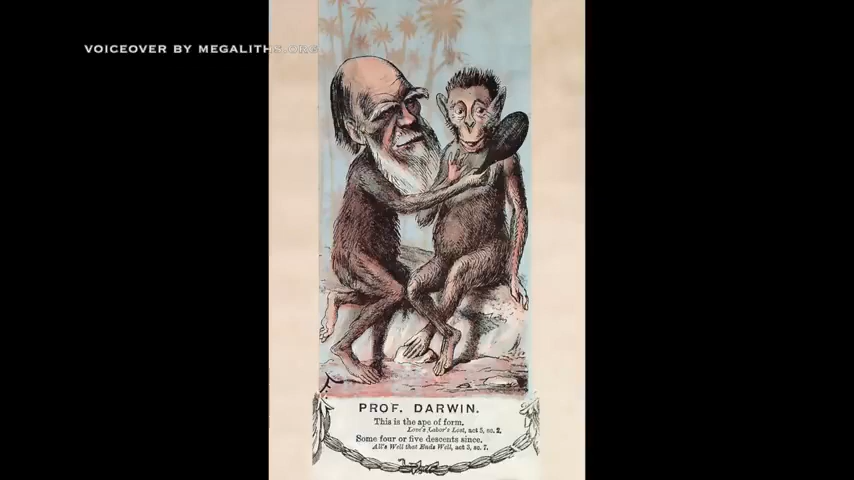 VOICEOVER BY MEGALITHS.ORG
PROF. DARWIN.
This is the ape of form.
Love's Labor's Lost, act 5, sc. 2.
Some four or five descents since.
All's Well that Ends Well, act 3, sc. 7.